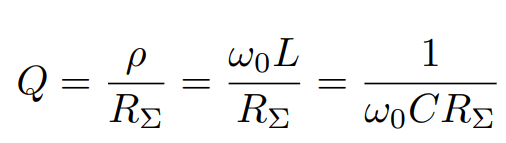 Q = ρ/R_Σ = ω₀L/R_Σ = 1/(ω₀CR_Σ)